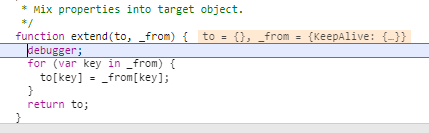 * Mix properties into target object.
*/
function extend(to, _from) { to = {}, _from = {KeepAlive: {…}}
debugger;
for (var key in _from) {
to[key] = _from[key];
}
return to;
}